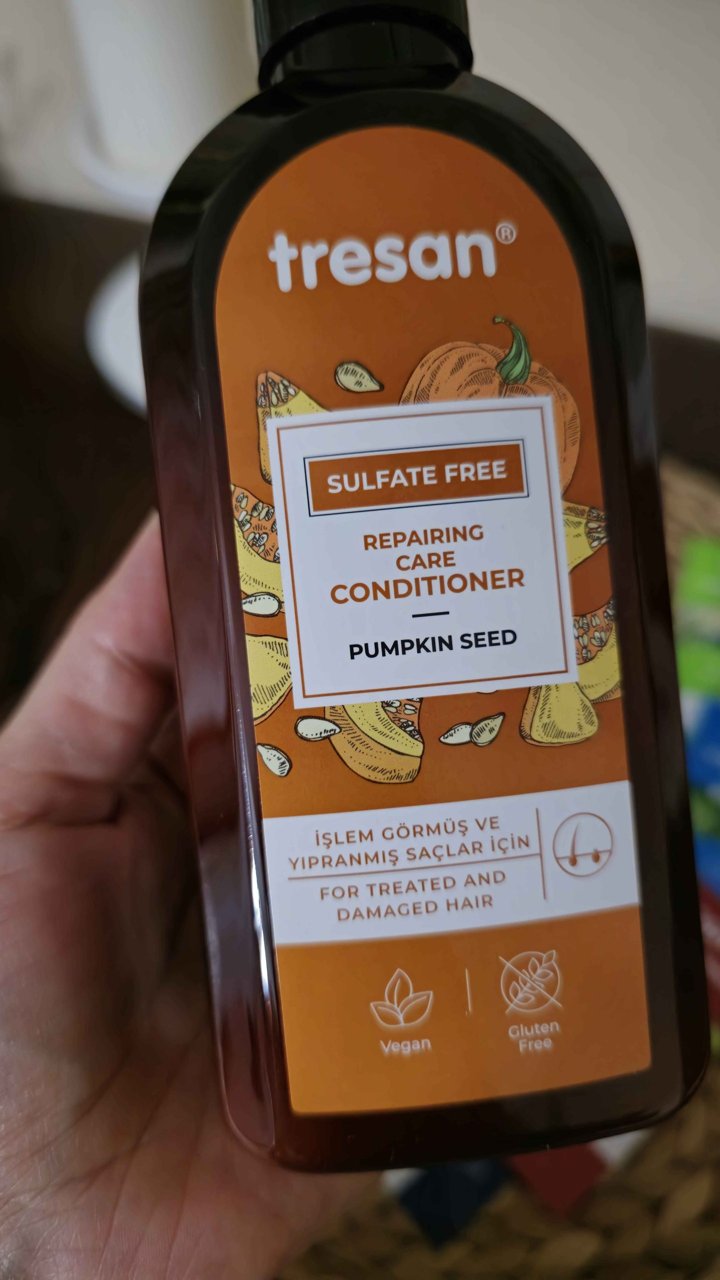 tresan®
SULFATE FREE
REPAIRING
CARE
CONDITIONER
PUMPKIN SEED
İŞLEM GÖRMÜŞ VE
YIPRANMIŞ SAÇLAR İÇİN
FOR TREATED AND
DAMAGED HAIR
Vegan
Gluten
Free